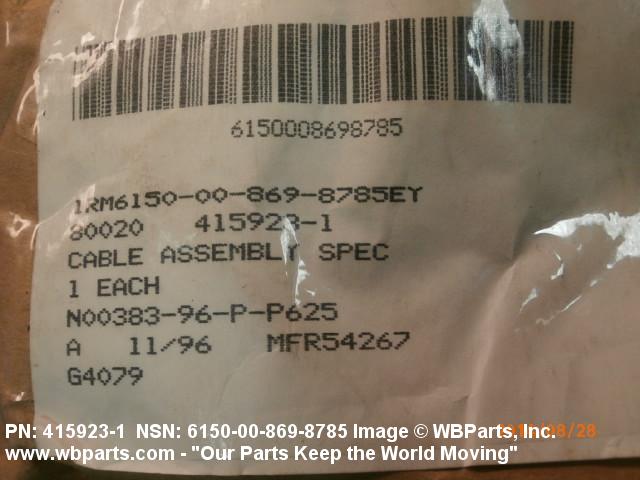 6150008698785
1RM6150-00-869-8785EY
80020 415923-1
CABLE ASSEMBLY SPEC
1 EACH
N00383-96-P-P625
A 11/96 MFR54267
G4079
PN: 415923-1 NSN: 6150-00-869-8785 Image © WBParts, Inc.
www.wbparts.com - "Our Parts Keep the World Moving"